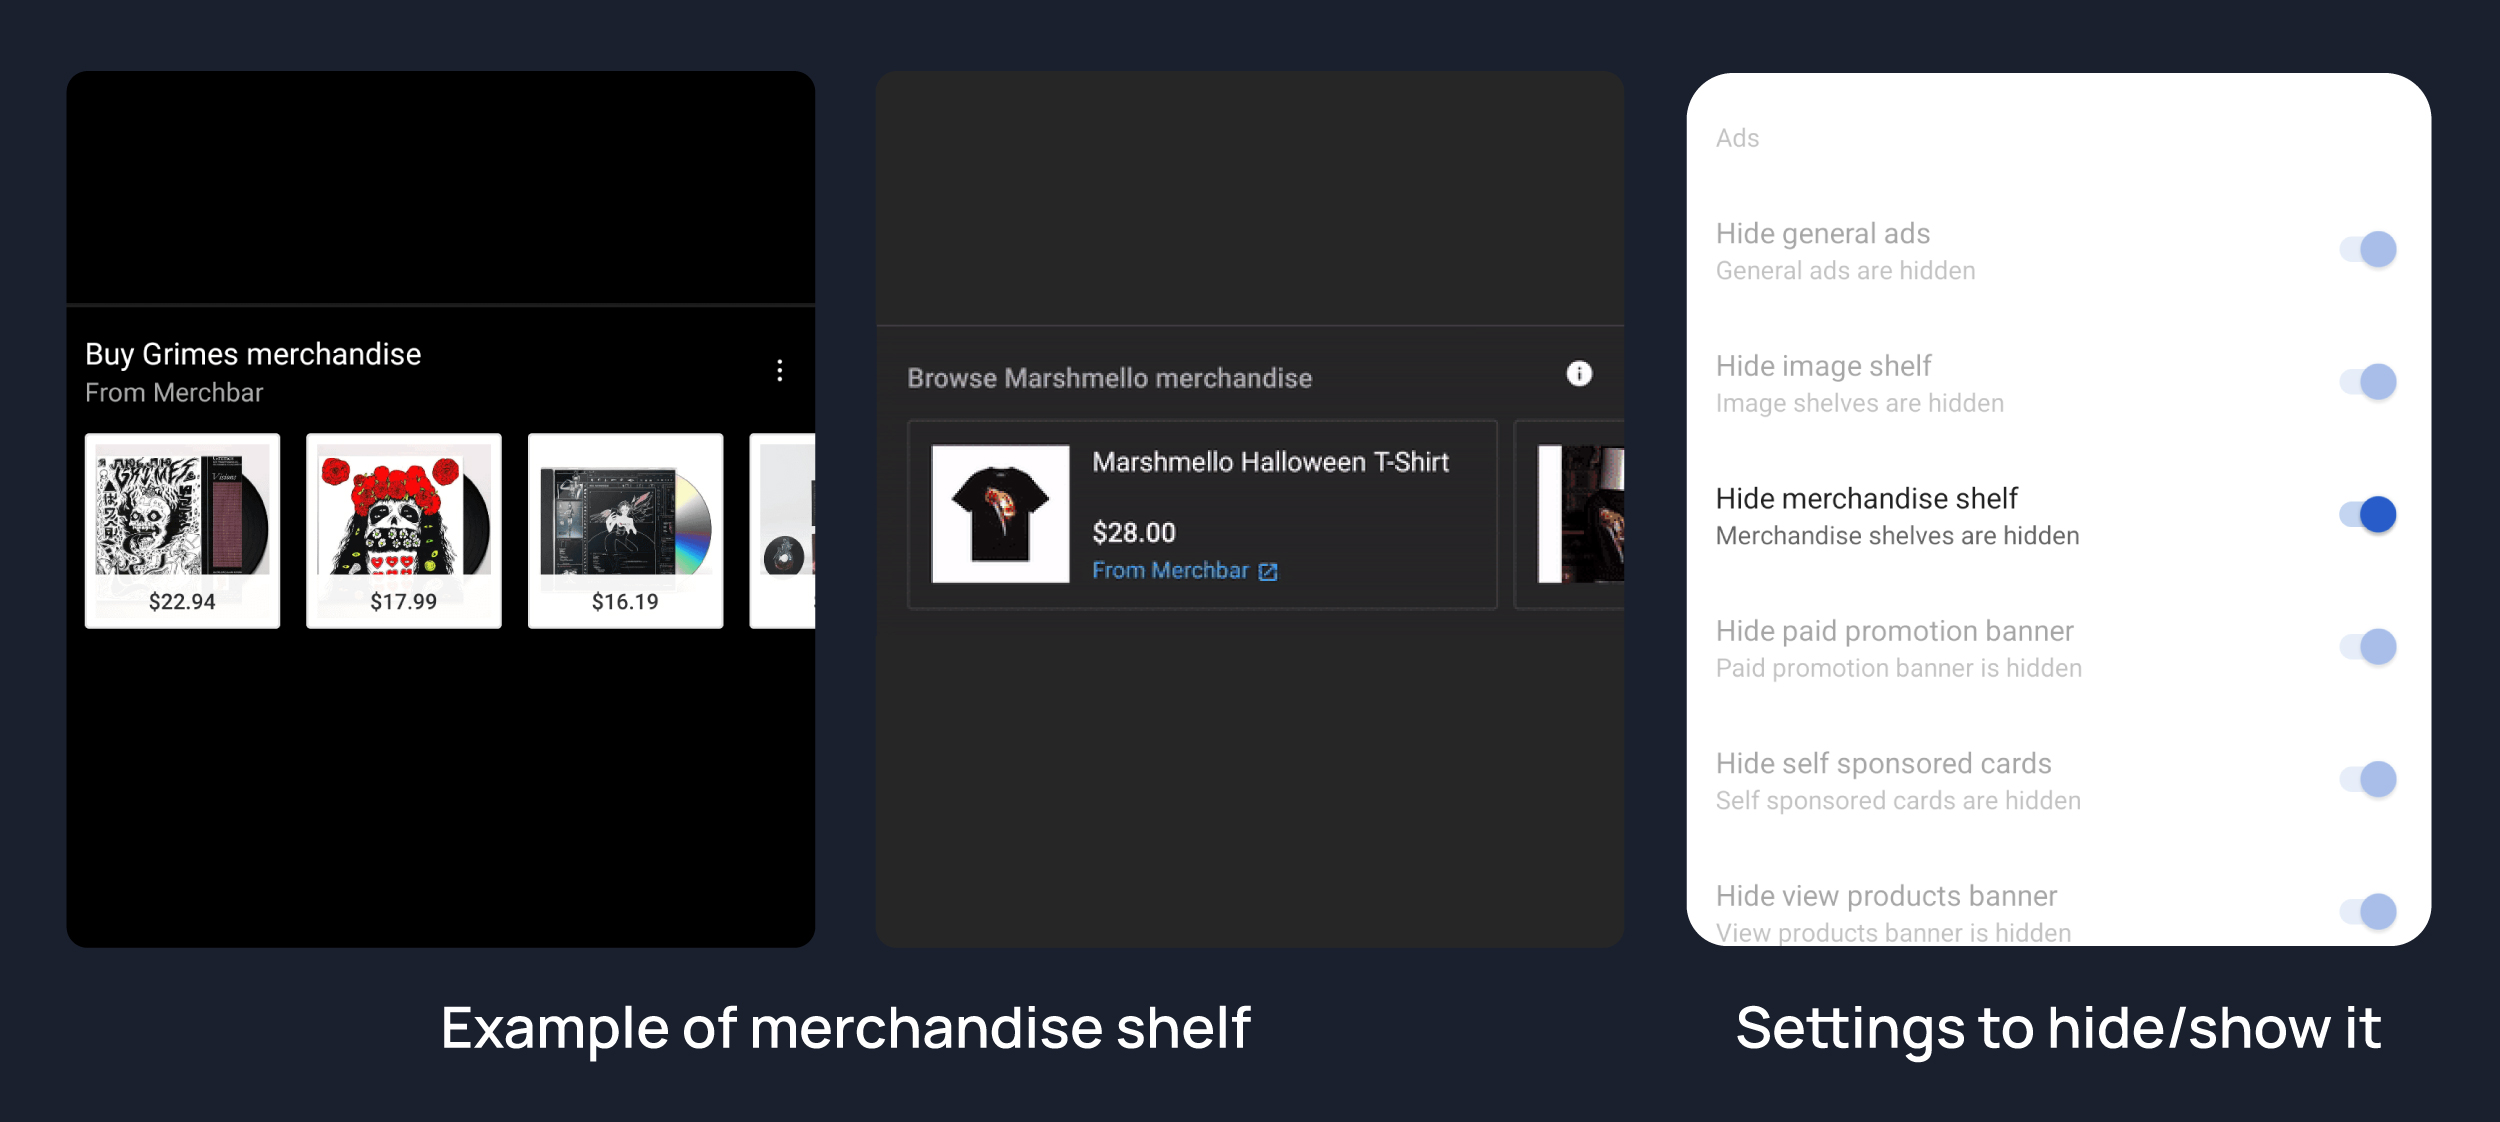 Buy Grimes merchandise
From Merchbar
GRIMES
Visions
$22.94
$17.99
$16.19
Browse Marshmello merchandise
Marshmello Halloween T-Shirt
$28.00
From Merchbar
Ads
Hide general ads
General ads are hidden
Hide image shelf
Image shelves are hidden
Hide merchandise shelf
Merchandise shelves are hidden
Hide paid promotion banner
Paid promotion banner is hidden
Hide self sponsored cards
Self sponsored cards are hidden
Hide view products banner
View products banner is hidden
Example of merchandise shelf
Settings to hide/show it